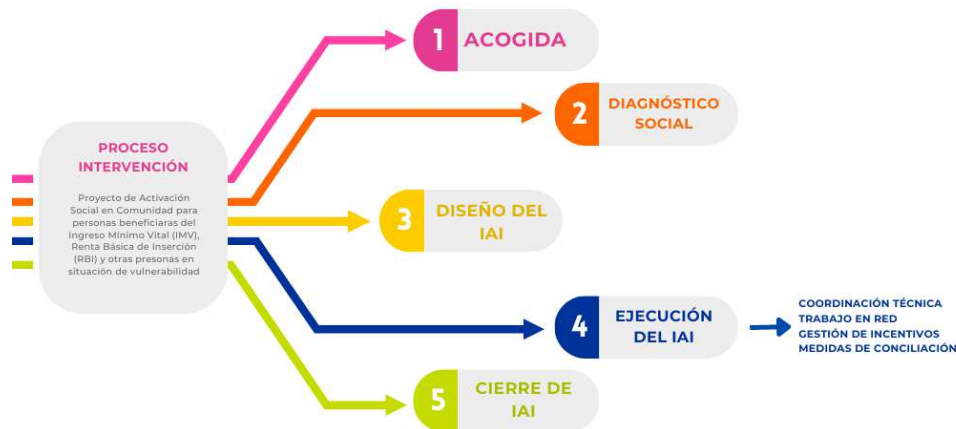 PROCESO
INTERVENCIÓN
Proyecto de Activación
Social en Comunidad para
personas beneficiaras del
Ingreso Mínimo Vital (IMV),
Renta Básica de Inserción
(RBI) y otras presonas en
situación de vulnerabilidad
1 ACOGIDA
2 DIAGNÓSTICO
SOCIAL
3 DISEÑO DEL
IAI
4 EJECUCIÓN
DEL IAI
COORDINACIÓN TÉCNICA
TRABAJO EN RED
GESTIÓN DE INCENTIVOS
MEDIDAS DE CONCILIACIÓN
5 CIERRE DE
IAI